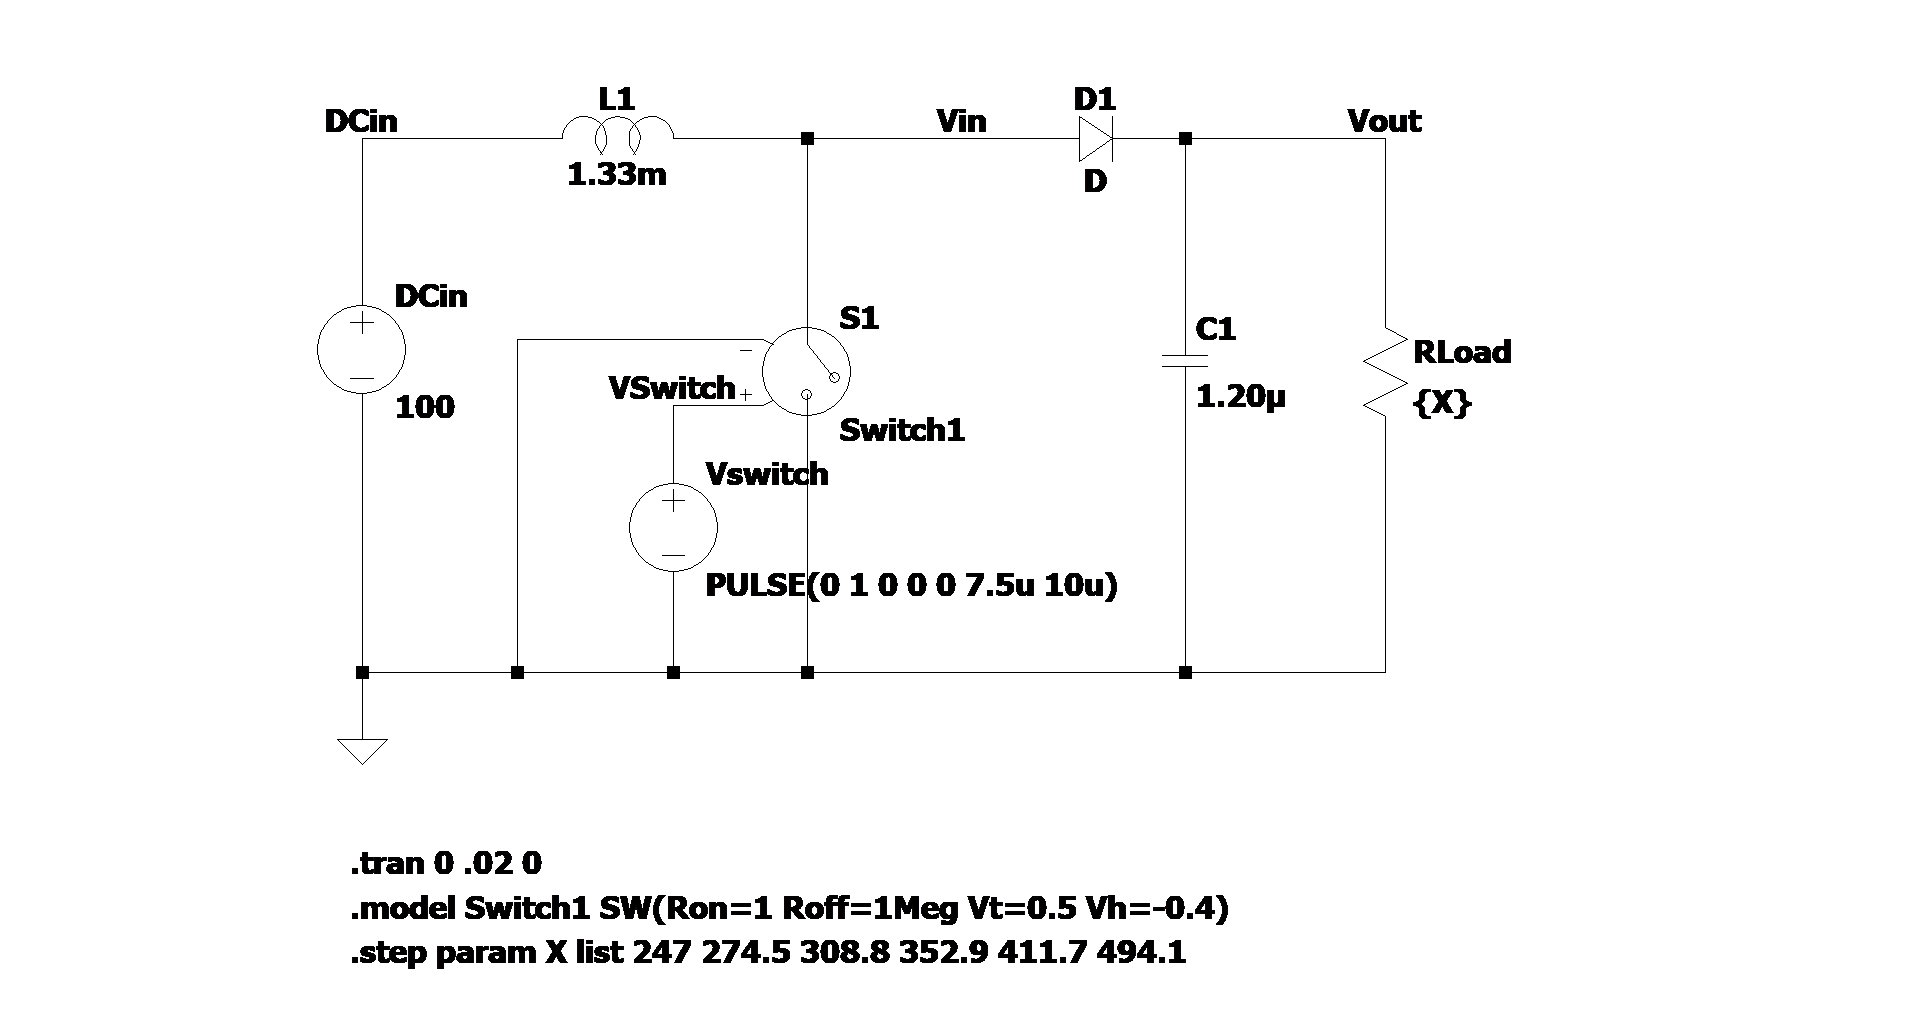 L1
D1
DCin
Vin
Vout
1.33m
D
DCin
S1
C1
RLoad
−
VSwitch
+
1.20µ
{X}
100
Switch1
Vswitch
PULSE(0 1 0 0 0 7.5u 10u)
.tran 0 .02 0
.model Switch1 SW(Ron=1 Roff=1Meg Vt=0.5 Vh=-0.4)
.step param X list 247 274.5 308.8 352.9 411.7 494.1